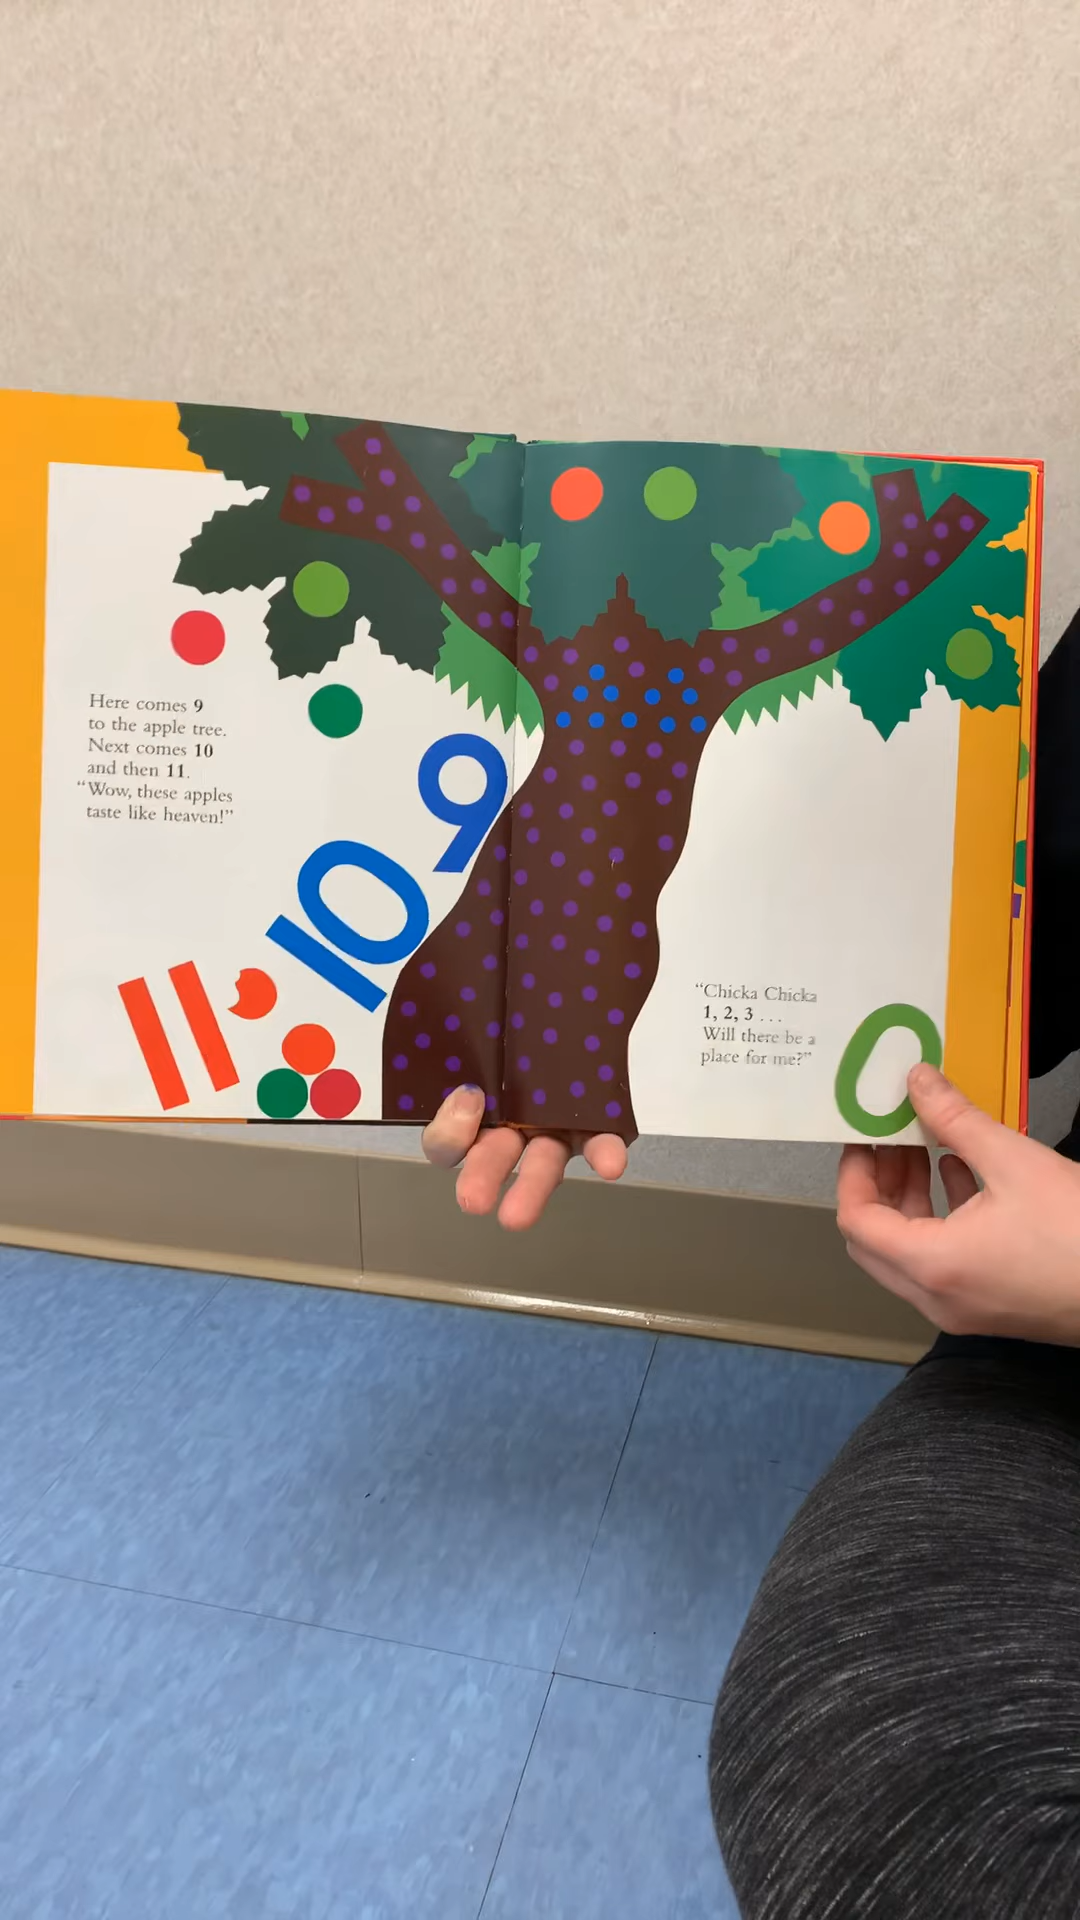 Here comes 9
to the apple tree.
Next comes 10
and then 11.
“Wow, these apples
taste like heaven!”
9
10
11
“Chicka Chicka
1, 2, 3 . . .
Will there be a
place for me?”
0